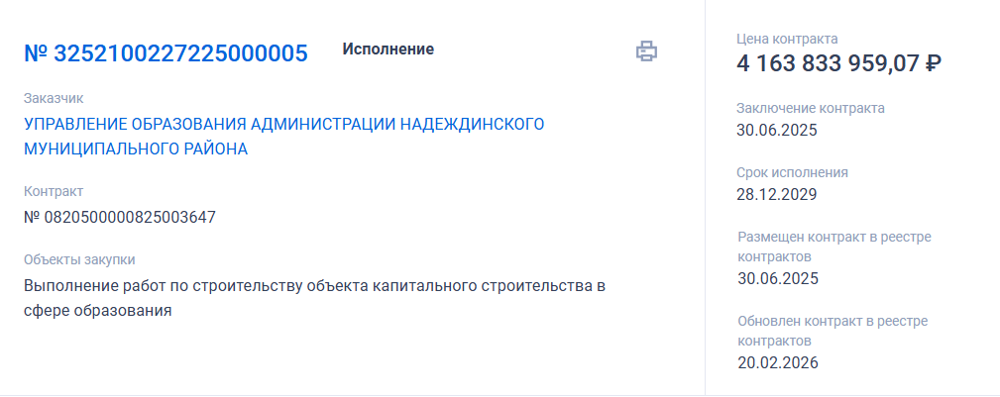 № 3252100227225000005
Исполнение
Заказчик
УПРАВЛЕНИЕ ОБРАЗОВАНИЯ АДМИНИСТРАЦИИ НАДЕЖДИНСКОГО
МУНИЦИПАЛЬНОГО РАЙОНА
Контракт
№ 0820500000825003647
Объекты закупки
Выполнение работ по строительству объекта капитального строительства в
сфере образования
Цена контракта
4 163 833 959,07 ₽
Заключение контракта
30.06.2025
Срок исполнения
28.12.2029
Размещен контракт в реестре
контрактов
30.06.2025
Обновлен контракт в реестре
контрактов
20.02.2026